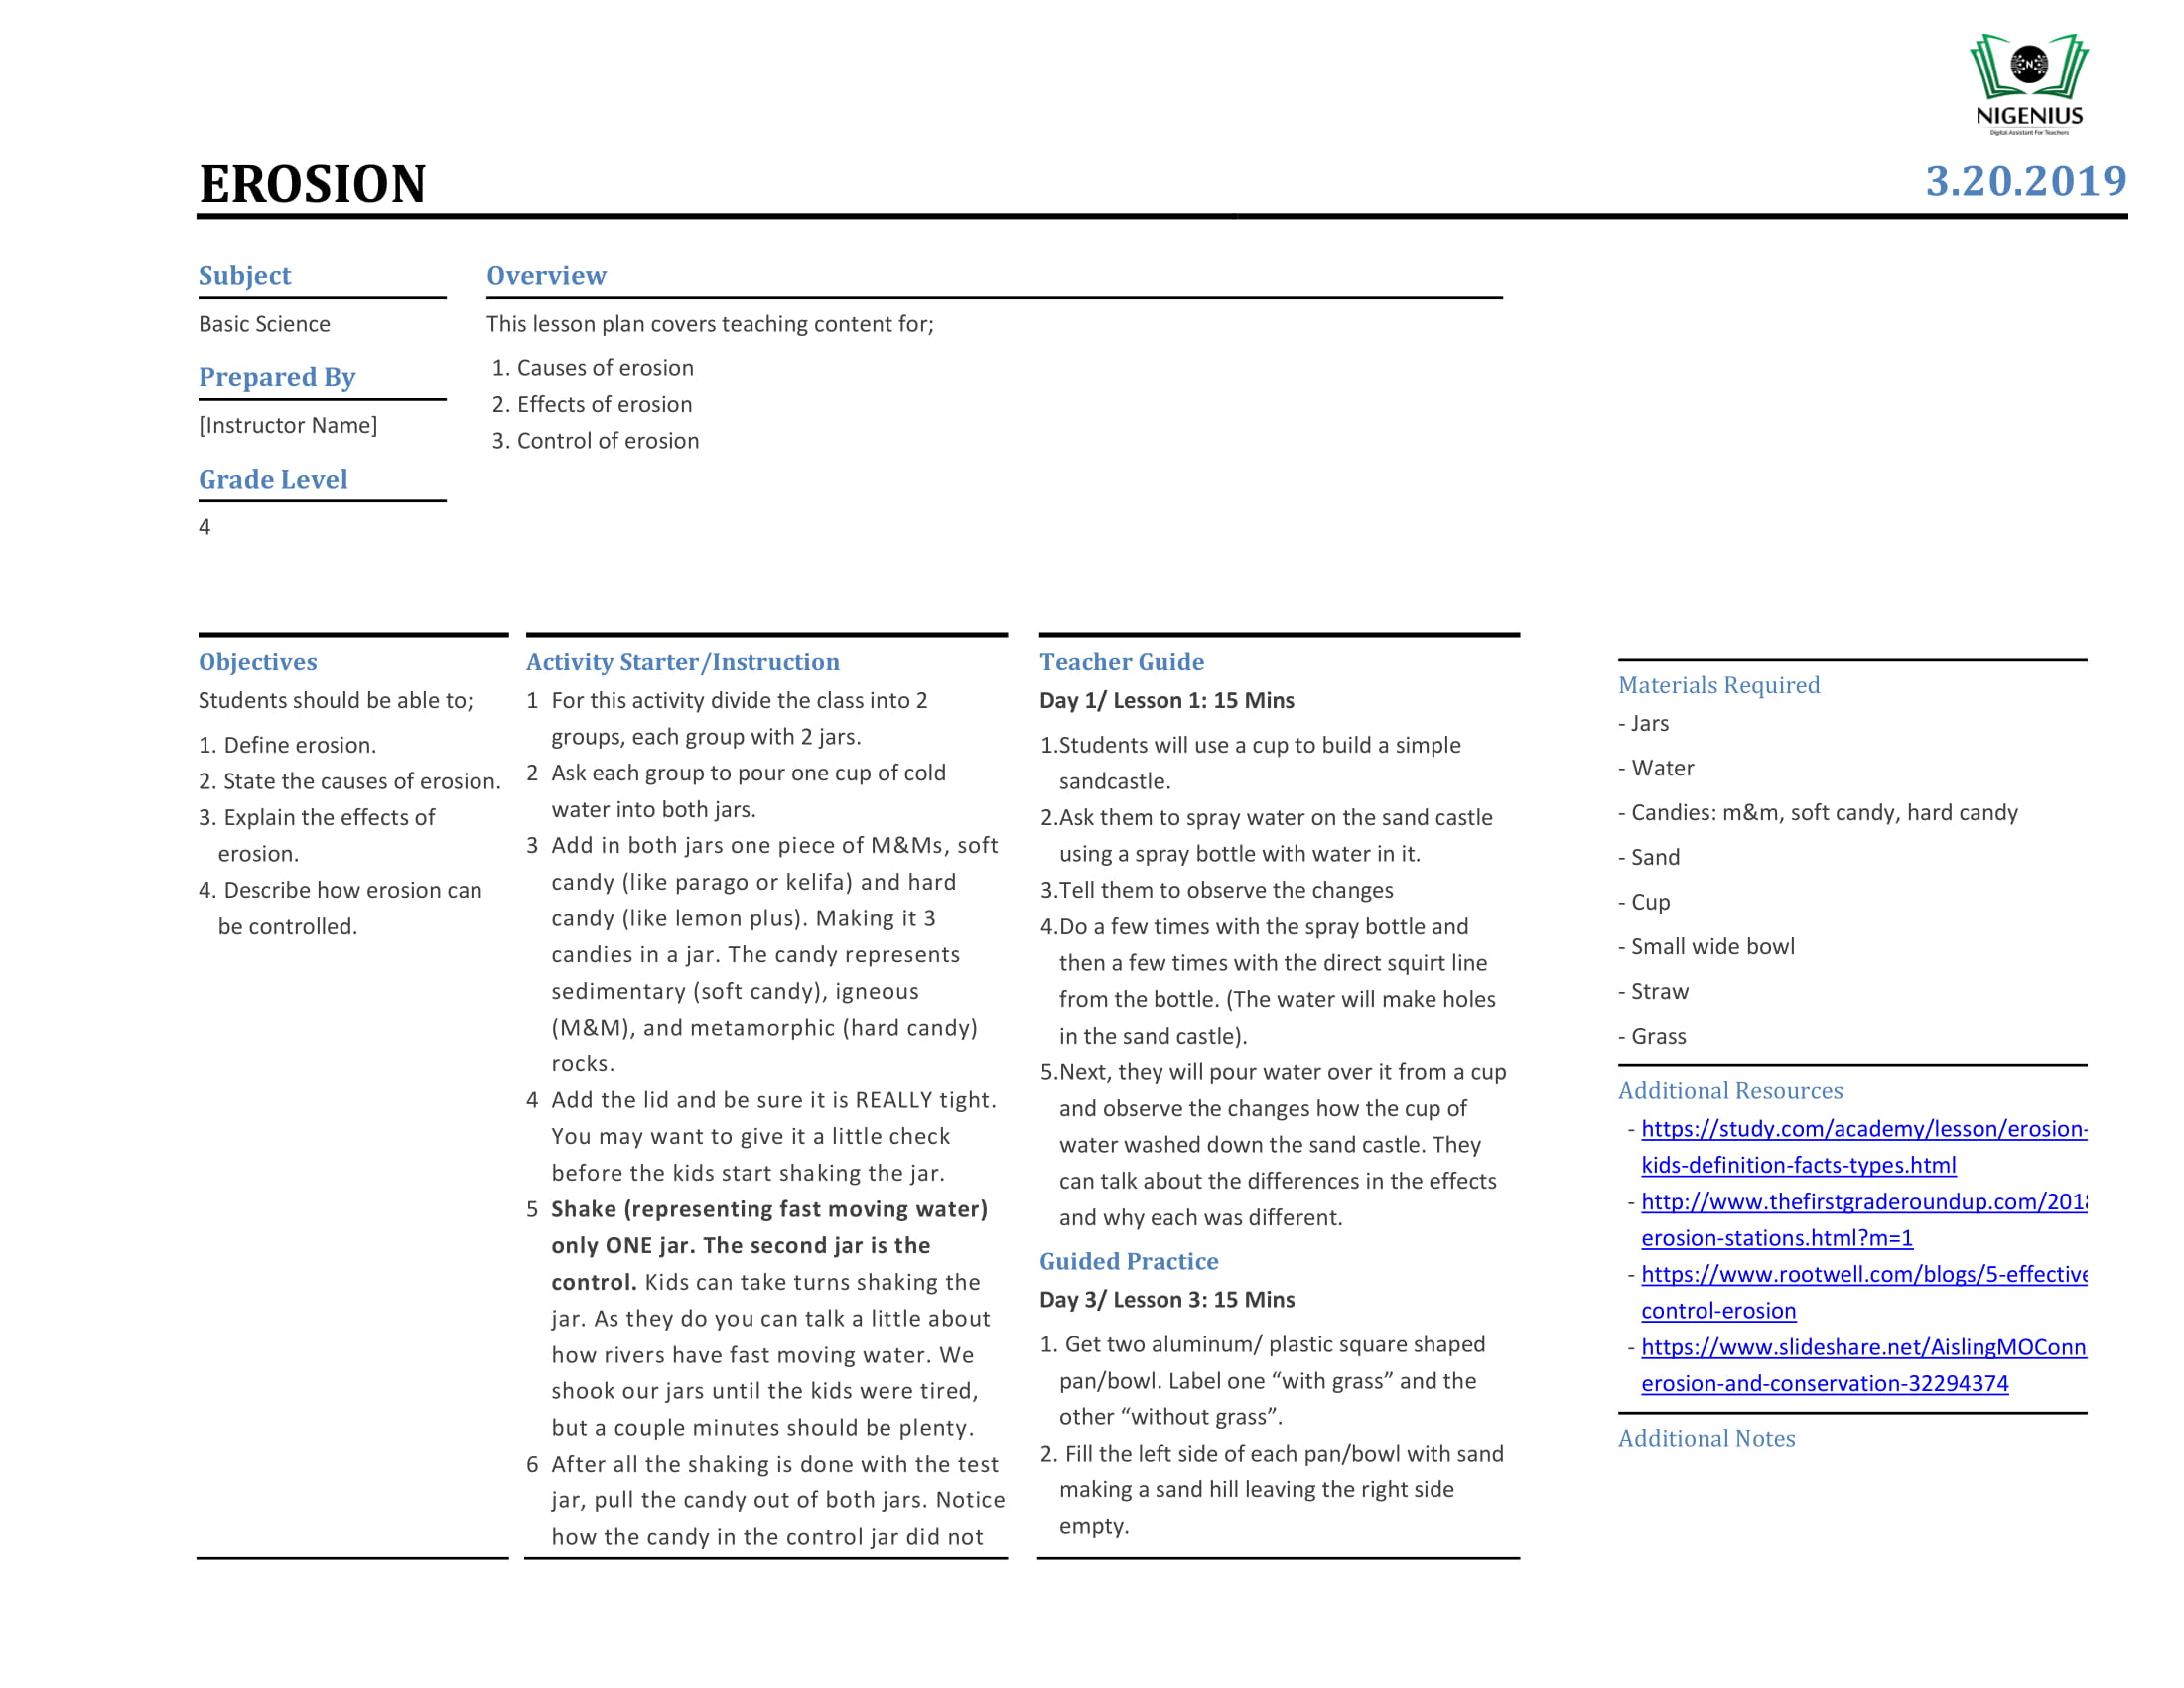 NIGENIUS
Digital Assistant For Teachers
EROSION
3.20.2019
Subject
Basic Science
Prepared By
[Instructor Name]
Grade Level
4
Overview
This lesson plan covers teaching content for;
1. Causes of erosion
2. Effects of erosion
3. Control of erosion
Objectives
Students should be able to;
1. Define erosion.
2. State the causes of erosion.
3. Explain the effects of
erosion.
4. Describe how erosion can
be controlled.
Activity Starter/Instruction
1 For this activity divide the class into 2
groups, each group with 2 jars.
2 Ask each group to pour one cup of cold
water into both jars.
3 Add in both jars one piece of M&Ms, soft
candy (like parago or kelifa) and hard
candy (like lemon plus). Making it 3
candies in a jar. The candy represents
sedimentary (soft candy), igneous
(M&M), and metamorphic (hard candy)
rocks.
4 Add the lid and be sure it is REALLY tight.
You may want to give it a little check
before the kids start shaking the jar.
5 Shake (representing fast moving water)
only ONE jar. The second jar is the
control. Kids can take turns shaking the
jar. As they do you can talk a little about
how rivers have fast moving water. We
shook our jars until the kids were tired,
but a couple minutes should be plenty.
6 After all the shaking is done with the test
jar, pull the candy out of both jars. Notice
how the candy in the control jar did not
Teacher Guide
Day 1/ Lesson 1: 15 Mins
1.Students will use a cup to build a simple
sandcastle.
2.Ask them to spray water on the sand castle
using a spray bottle with water in it.
3.Tell them to observe the changes
4.Do a few times with the spray bottle and
then a few times with the direct squirt line
from the bottle. (The water will make holes
in the sand castle).
5.Next, they will pour water over it from a cup
and observe the changes how the cup of
water washed down the sand castle. They
can talk about the differences in the effects
and why each was different.
Guided Practice
Day 3/ Lesson 3: 15 Mins
1. Get two aluminum/ plastic square shaped
pan/bowl. Label one “with grass” and the
other “without grass”.
2. Fill the left side of each pan/bowl with sand
making a sand hill leaving the right side
empty.
Materials Required
- Jars
- Water
- Candies: m&m, soft candy, hard candy
- Sand
- Cup
- Small wide bowl
- Straw
- Grass
Additional Resources
- https://study.com/academy/lesson/erosion-
kids-definition-facts-types.html
- http://www.thefirstgraderoundup.com/201
erosion-stations.html?m=1
- https://www.rootwell.com/blogs/5-effective
control-erosion
- https://www.slideshare.net/AislingMOConn
erosion-and-conservation-32294374
Additional Notes